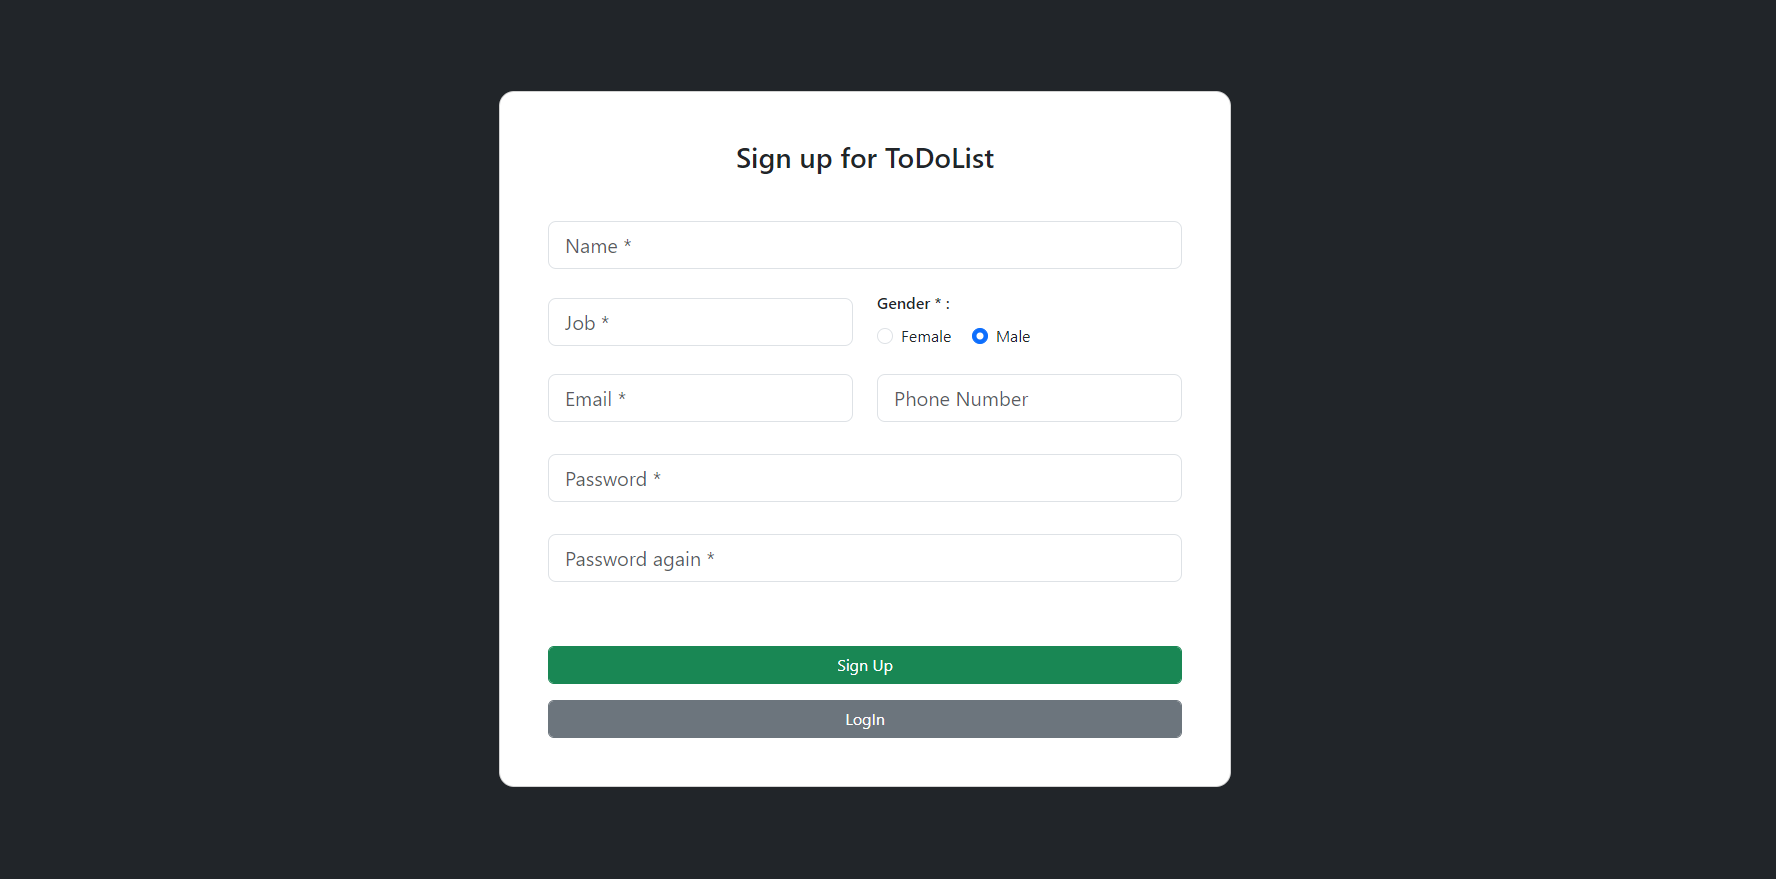 Sign up for ToDoList
Name *
Job *
Gender * :
Female Male
Email *
Phone Number
Password *
Password again *
Sign Up
LogIn